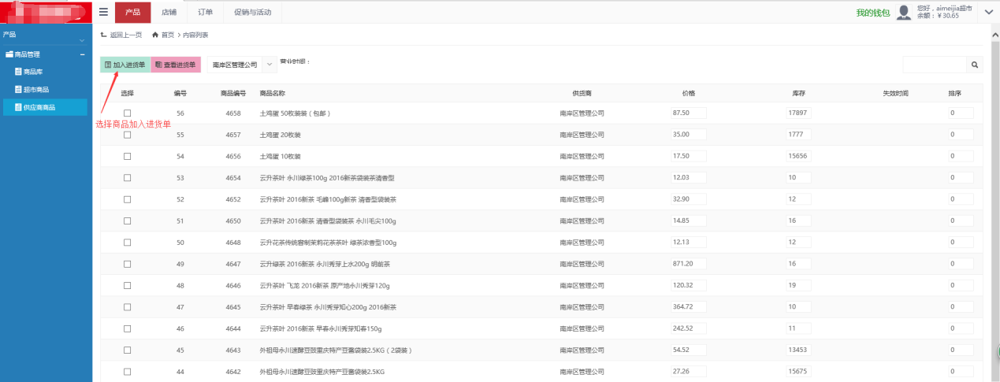 产品 店铺 订单 促销与活动 我的钱包 您好，aimeijia超市
余额：￥30.65
产品
返回上一页 首页 > 内容列表
商品管理
商品库
超市商品
供应商商品
加入进货单 查看进货单 南岸区管理公司 营业时间：
选择商品加入进货单
选择 编号 商品编号 商品名称 供货商 价格 库存 失效时间 排序
56 4658 土鸡蛋 50枚装装（包邮） 南岸区管理公司 87.50 17897 0
55 4657 土鸡蛋 20枚装 南岸区管理公司 35.00 1777 0
54 4656 土鸡蛋 10枚装 南岸区管理公司 17.50 15656 0
53 4654 云升茶叶 永川绿茶100g 2016新茶袋装茶清香型 南岸区管理公司 12.03 10 0
52 4652 云升茶叶 2016新茶 毛峰100g新茶 清香型袋装茶 南岸区管理公司 32.90 12 0
51 4650 云升茶叶 2016新茶 清香型袋装茶 永川毛尖100g 南岸区管理公司 14.85 16 0
50 4648 云升花茶传统窨制茉莉花茶茶叶 绿茶浓香型100g 南岸区管理公司 12.13 12 0
49 4647 云升绿茶 2016新茶 永川秀芽上水200g 明前茶 南岸区管理公司 871.20 16 0
48 4646 云升茶叶 飞龙 2016新茶 原产地永川秀芽120g 南岸区管理公司 120.32 19 0
47 4645 云升茶叶 早春绿茶 永川秀芽知心200g 2016新茶 南岸区管理公司 364.72 10 0
46 4644 云升茶叶 2016新茶 早春永川秀芽知春150g 南岸区管理公司 242.52 11 0
45 4643 外祖母永川速酵豆豉重庆特产豆酱袋装2.5KG（2袋装） 南岸区管理公司 54.52 13453 0
44 4642 外祖母永川速酵豆豉重庆特产豆酱袋装2.5KG 南岸区管理公司 27.26 15675 0